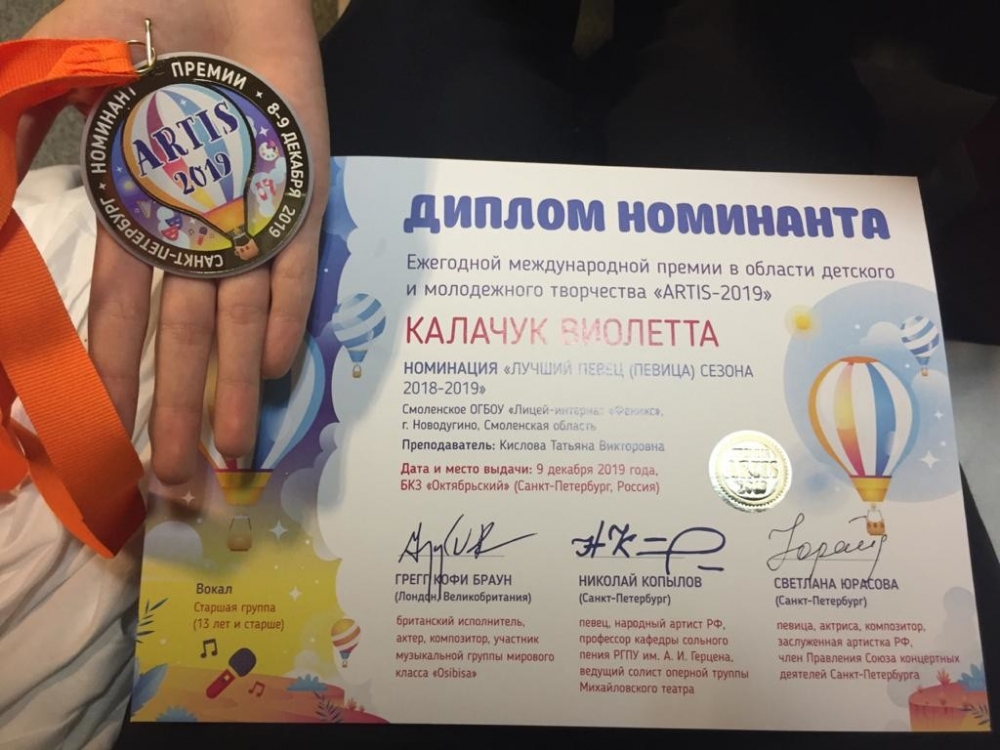 НОМИНАНТ ПРЕМИИ • 8-9 ДЕКАБРЯ 2019
САНКТ-ПЕТЕРБУРГ
ARTIS
2019
ДИПЛОМ НОМИНАНТА
Ежегодной международной премии в области детского
и молодежного творчества «ARTIS-2019»
КАЛАЧУК ВИОЛЕТТА
НОМИНАЦИЯ «ЛУЧШИЙ ПЕВЕЦ (ПЕВИЦА) СЕЗОНА
2018-2019»
Смоленское ОГБОУ «Лицей-интернат «Феникс»,
г. Новодугино, Смоленская область
Преподаватель: Кислова Татьяна Викторовна
Дата и место выдачи: 9 декабря 2019 года,
БКЗ «Октябрьский» (Санкт-Петербург, Россия)
ARTIS
2019
Вокал
Старшая группа
(13 лет и старше)
ГРЕГГ КОФИ БРАУН
(Лондон, Великобритания)
британский исполнитель,
актер, композитор, участник
музыкальной группы мирового
класса «Osibisa»
НИКОЛАЙ КОПЫЛОВ
(Санкт-Петербург)
певец, народный артист РФ,
профессор кафедры сольного
пения РГПУ им. А. И. Герцена,
ведущий солист оперной труппы
Михайловского театра
СВЕТЛАНА ЮРАСОВА
(Санкт-Петербург)
певица, актриса, композитор,
заслуженная артистка РФ,
член Правления Союза концертных
деятелей Санкт-Петербурга